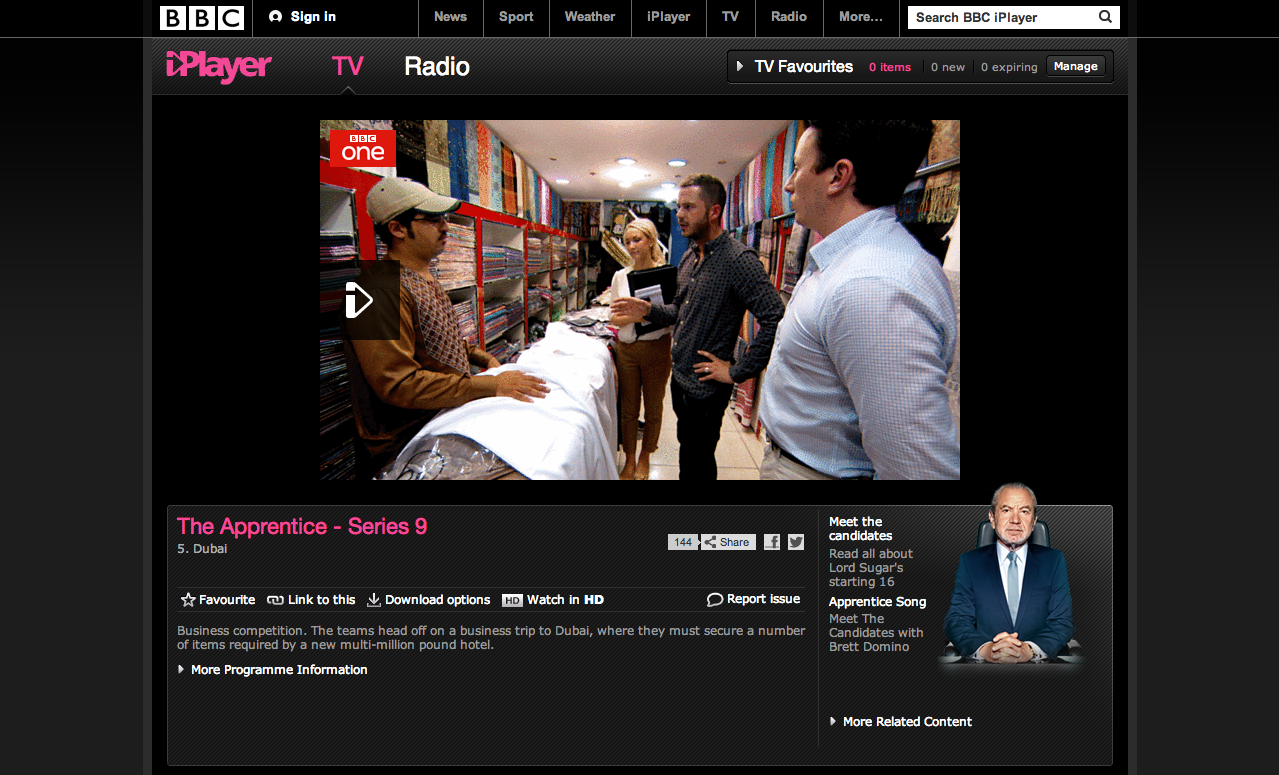 BBC
Sign in
News
Sport
Weather
iPlayer
TV
Radio
More...
Search BBC iPlayer
iPlayer
TV
Radio
TV Favourites
0 items
0 new
0 expiring
Manage
BBC
one
The Apprentice - Series 9
5. Dubai
144
Share
Favourite
Link to this
Download options
HD
Watch in HD
Report issue
Business competition. The teams head off on a business trip to Dubai, where they must secure a number
of items required by a new multi-million pound hotel.
More Programme Information
Meet the
candidates
Read all about
Lord Sugar's
starting 16
Apprentice Song
Meet The
Candidates with
Brett Domino
More Related Content